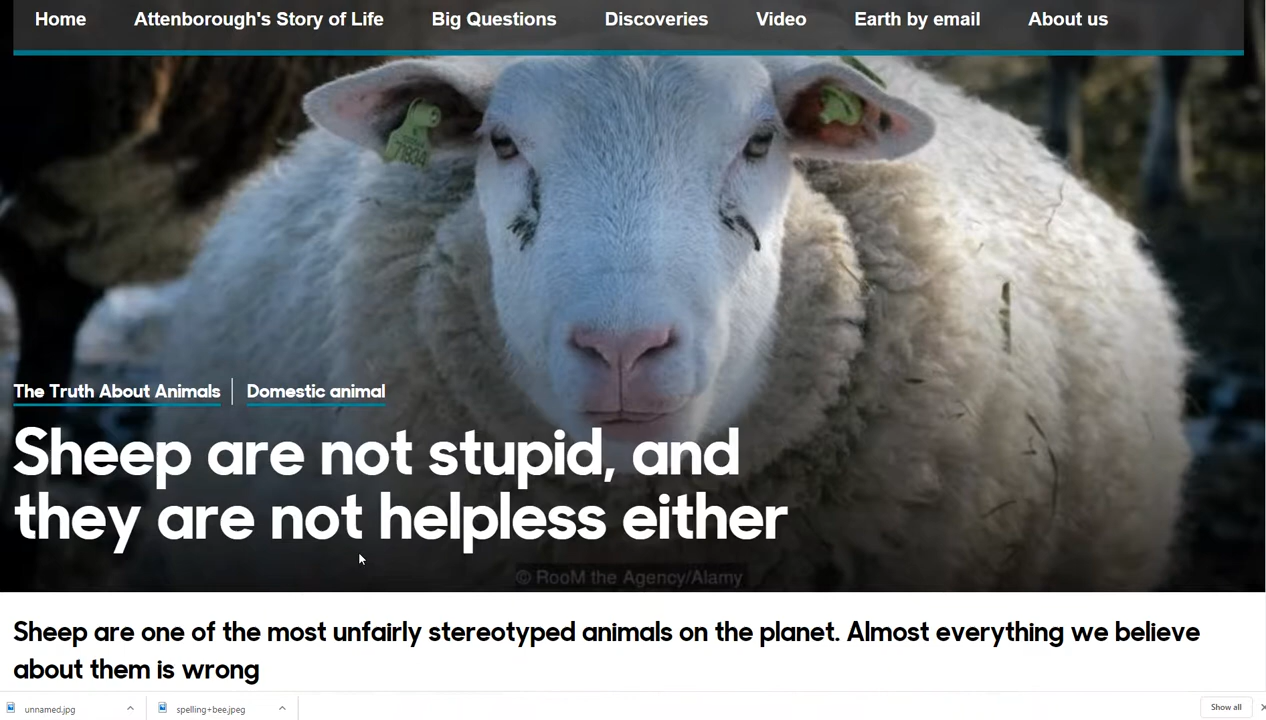 Home Attenborough's Story of Life Big Questions Discoveries Video Earth by email About us
7934
The Truth About Animals Domestic animal
Sheep are not stupid, and
they are not helpless either
© RooM the Agency/Alamy
Sheep are one of the most unfairly stereotyped animals on the planet. Almost everything we believe
about them is wrong
unnamed.jpg spelling+bee.jpeg Show all